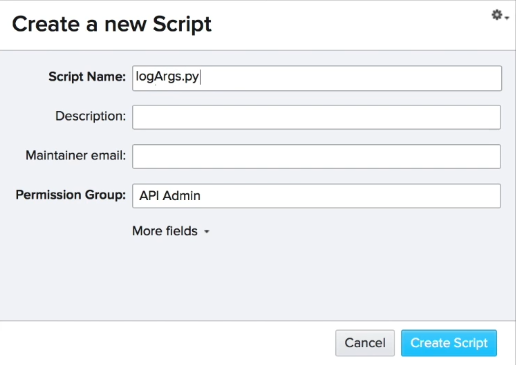 Create a new Script
Script Name: logArgs.py
Description:
Maintainer email:
Permission Group: API Admin
More fields
Cancel Create Script